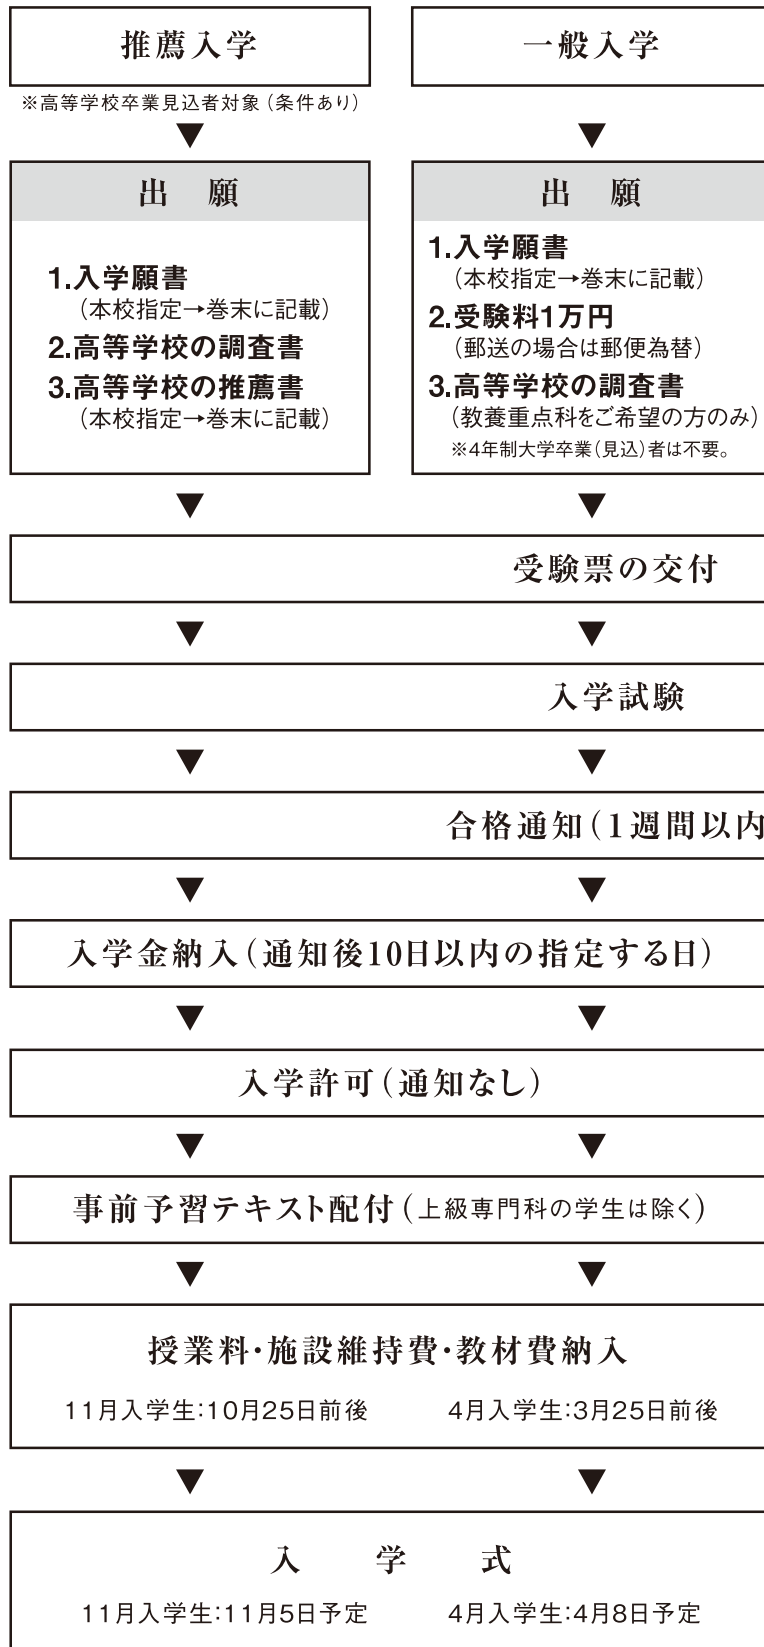 推薦入学
※高等学校卒業見込者対象（条件あり）
▼
出　願
1.入学願書
（本校指定→巻末に記載）
2.高等学校の調査書
3.高等学校の推薦書
（本校指定→巻末に記載）
▼
一般入学
▼
出　願
1.入学願書
（本校指定→巻末に記載）
2.受験料1万円
（郵送の場合は郵便為替）
3.高等学校の調査書
（教養重点科をご希望の方のみ）
※4年制大学卒業（見込）者は不要。
▼
受験票の交付
▼ ▼
入学試験
▼ ▼
合格通知（1週間以内
▼ ▼
入学金納入（通知後10日以内の指定する日）
▼ ▼
入学許可（通知なし）
▼ ▼
事前予習テキスト配付（上級専門科の学生は除く）
▼ ▼
授業料・施設維持費・教材費納入
11月入学生：10月25日前後　4月入学生：3月25日前後
▼ ▼
入　学　式
11月入学生：11月5日予定　4月入学生：4月8日予定